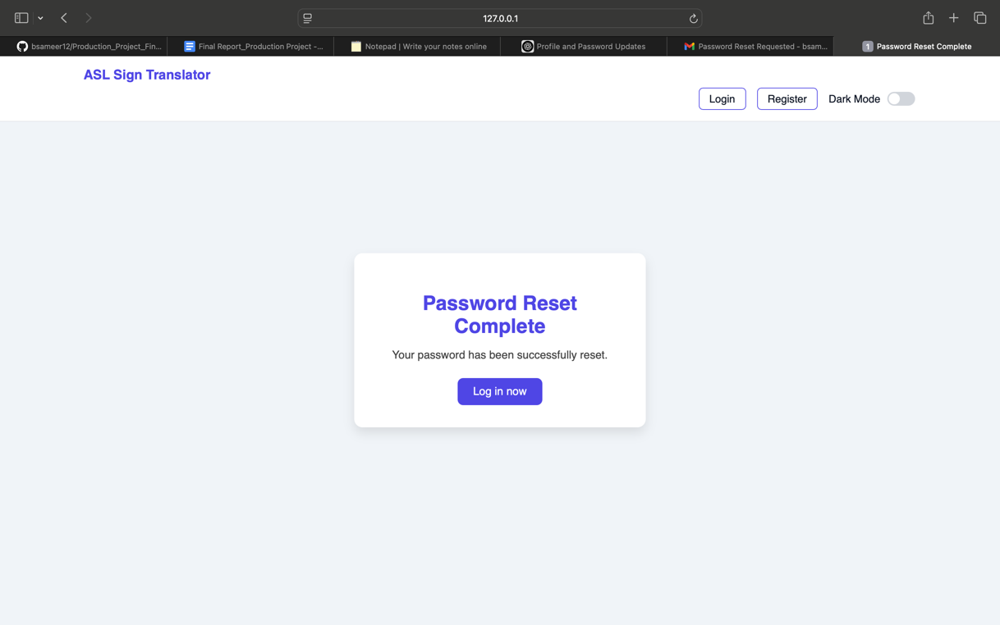 127.0.0.1
bsameer12/Production_Project_Fin...
Final Report_Production Project -...
Notepad | Write your notes online
Profile and Password Updates
Password Reset Requested - bsam...
1 Password Reset Complete
ASL Sign Translator
Login
Register
Dark Mode
Password Reset
Complete
Your password has been successfully reset.
Log in now